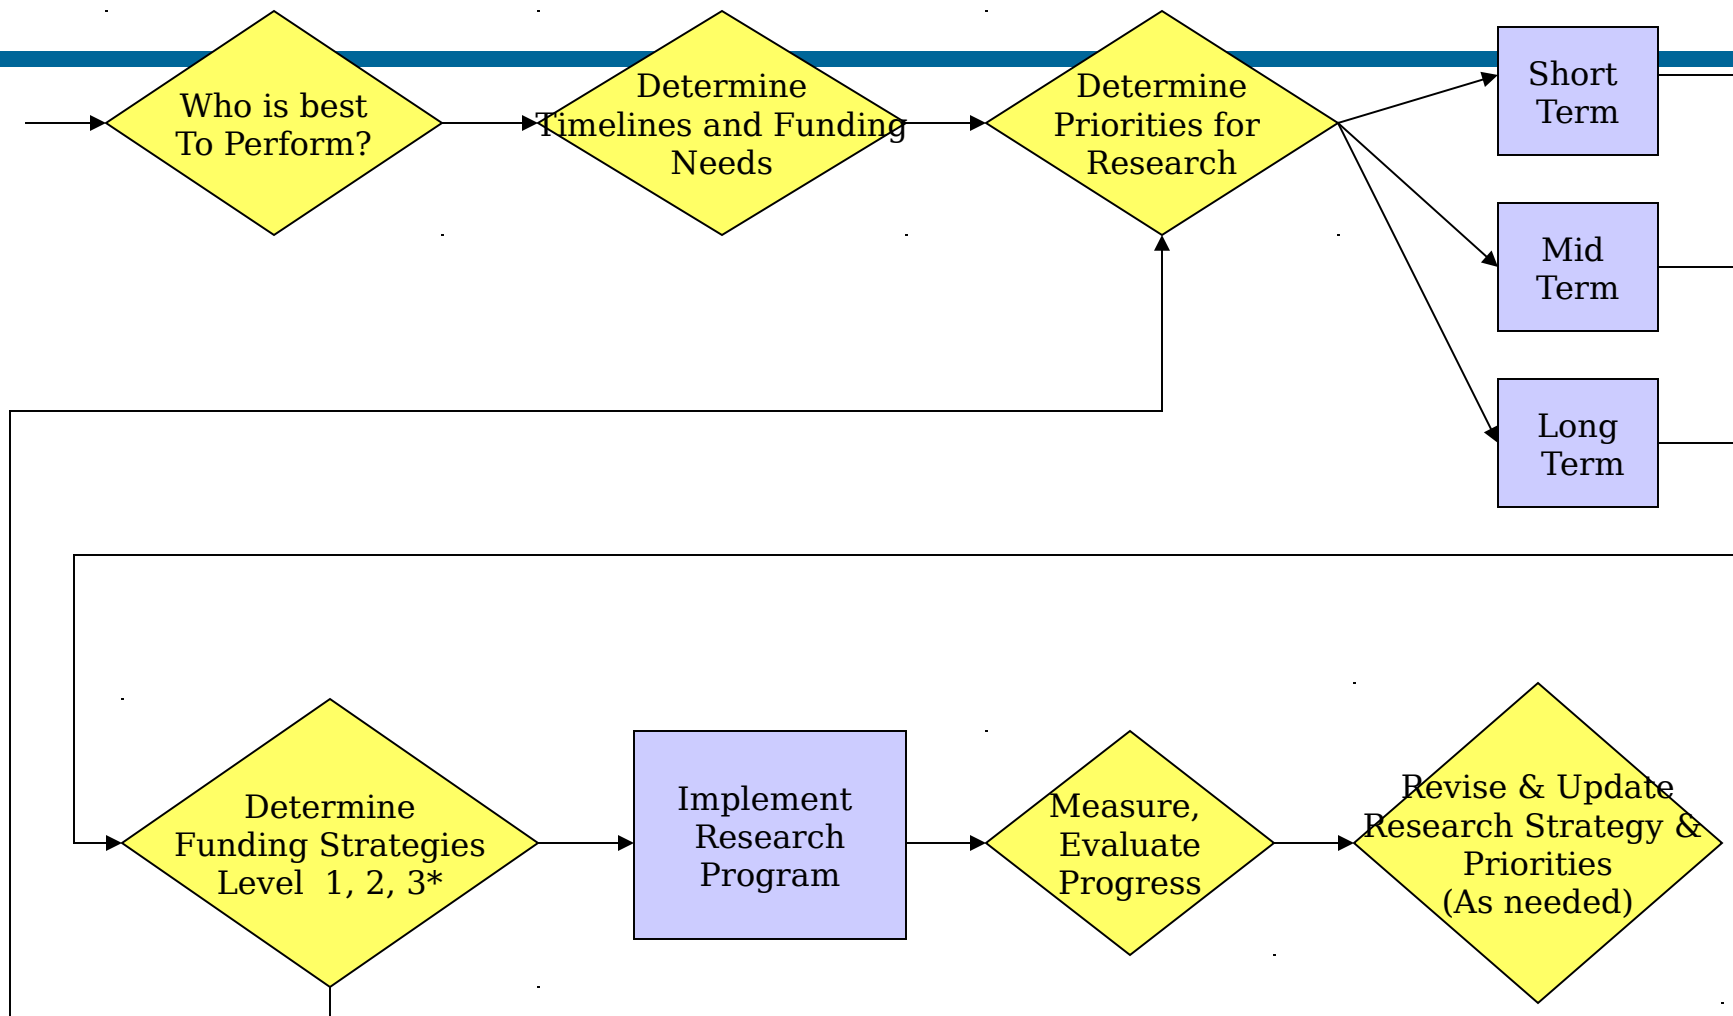 Who is best
To Perform?
Determine
Timelines and Funding
Needs
Determine
Priorities for
Research
Short
Term
Mid
Term
Long
Term
Determine
Funding Strategies
Level 1, 2, 3*
Implement
Research
Program
Measure,
Evaluate
Progress
Revise & Update
Research Strategy &
Priorities
(As needed)